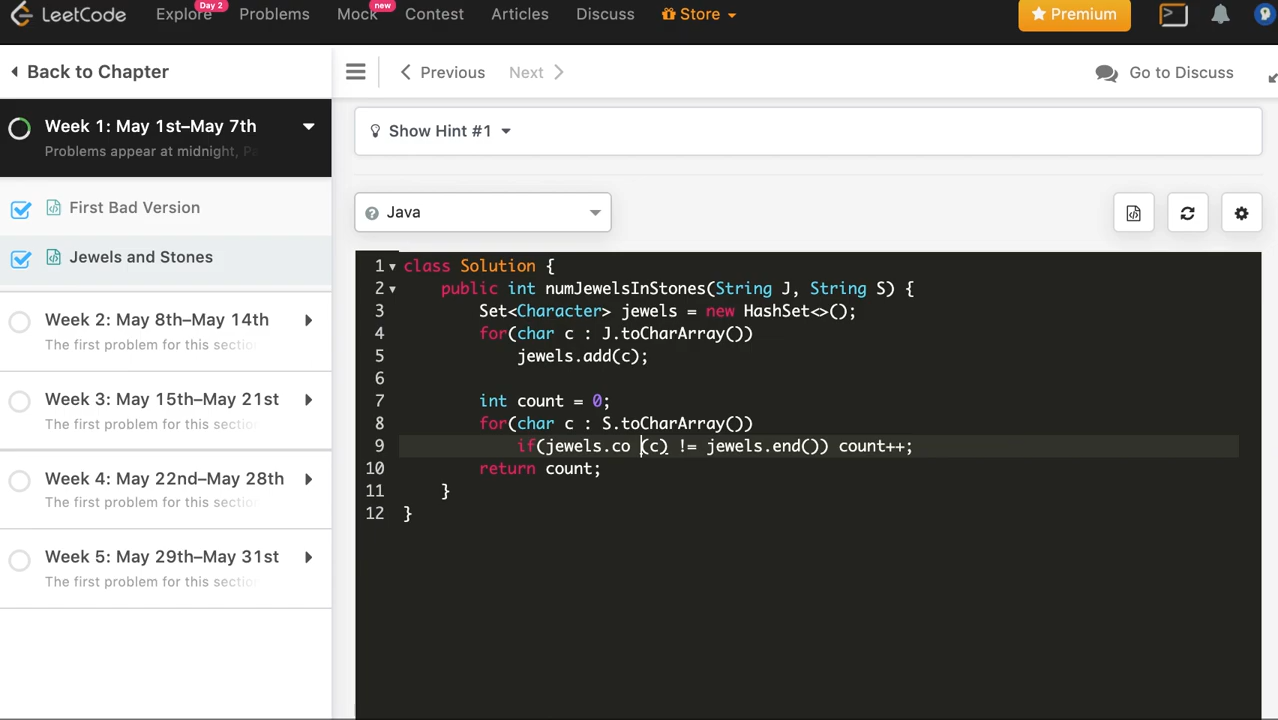 LeetCode Explore Day 2 Problems Mock new Contest Articles Discuss Store Premium
Back to Chapter
Previous Next Go to Discuss
Week 1: May 1st–May 7th
Problems appear at midnight,
Show Hint #1
First Bad Version
Java
Jewels and Stones
Week 2: May 8th–May 14th
The first problem for this
Week 3: May 15th–May 21st
The first problem for this
Week 4: May 22nd–May 28th
The first problem for this
Week 5: May 29th–May 31st
The first problem for this
1 class Solution {
2 public int numJewelsInStones(String J, String S) {
3 Set<Character> jewels = new HashSet<>();
4 for(char c : J.toCharArray())
5 jewels.add(c);
6
7 int count = 0;
8 for(char c : S.toCharArray())
9 if(jewels.co (c) != jewels.end()) count++;
10 return count;
11 }
12 }